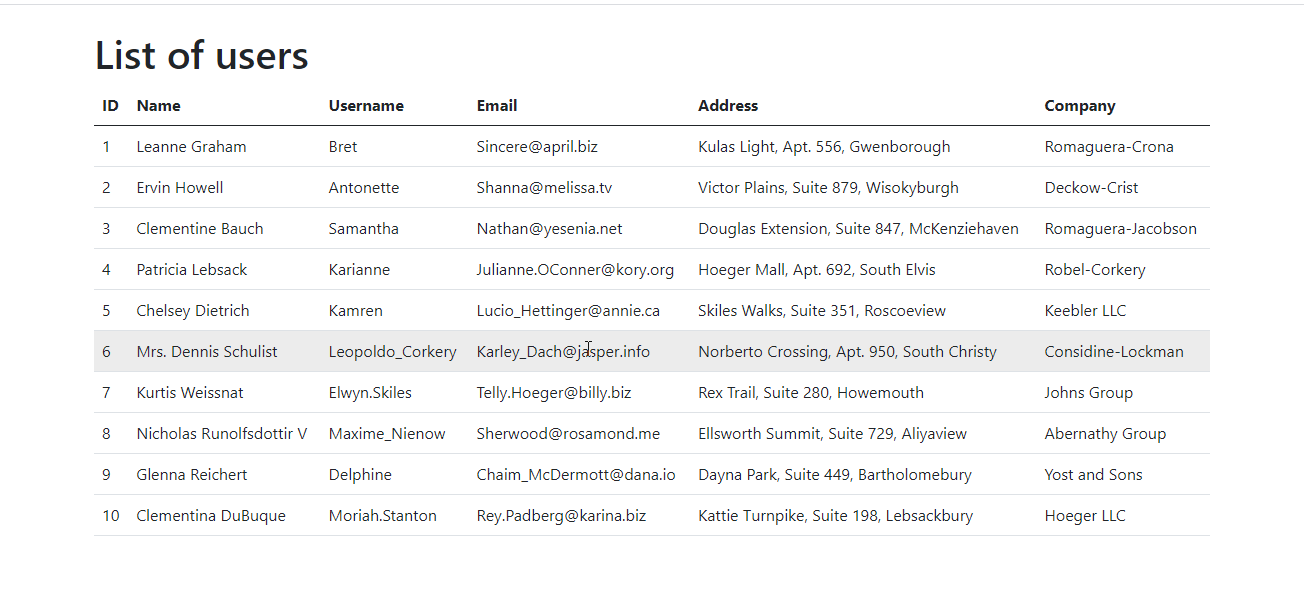 List of users
ID Name Username Email Address Company
1 Leanne Graham Bret Sincere@april.biz Kulas Light, Apt. 556, Gwenborough Romaguera-Crona
2 Ervin Howell Antonette Shanna@melissa.tv Victor Plains, Suite 879, Wisokyburgh Deckow-Crist
3 Clementine Bauch Samantha Nathan@yesenia.net Douglas Extension, Suite 847, McKenziehaven Romaguera-Jacobson
4 Patricia Lebsack Karianne Julianne.OConner@kory.org Hoeger Mall, Apt. 692, South Elvis Robel-Corkery
5 Chelsey Dietrich Kamren Lucio_Hettinger@annie.ca Skiles Walks, Suite 351, Roscoeview Keebler LLC
6 Mrs. Dennis Schulist Leopoldo_Corkery Karley_Dach@jasper.info Norberto Crossing, Apt. 950, South Christy Considine-Lockman
7 Kurtis Weissnat Elwyn.Skiles Telly.Hoeger@billy.biz Rex Trail, Suite 280, Howemouth Johns Group
8 Nicholas Runolfsdottir V Maxime_Nienow Sherwood@rosamond.me Ellsworth Summit, Suite 729, Aliyaview Abernathy Group
9 Glenna Reichert Delphine Chaim_McDermott@dana.io Dayna Park, Suite 449, Bartholomebury Yost and Sons
10 Clementina DuBuque Moriah.Stanton Rey.Padberg@karina.biz Kattie Turnpike, Suite 198, Lebsackbury Hoeger LLC